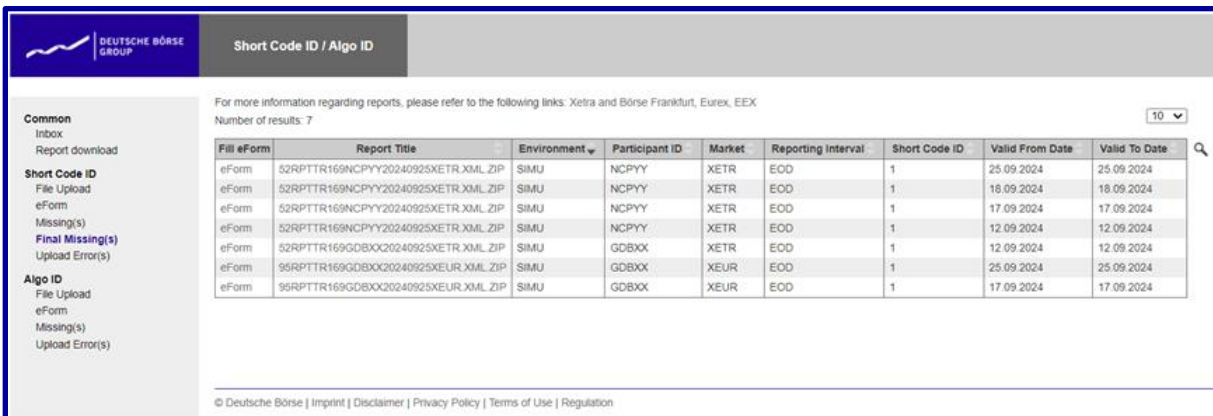 DEUTSCHE BÖRSE
GROUP
Short Code ID / Algo ID
Common
Inbox
Report download
Short Code ID
File Upload
eForm
Missing(s)
Final Missing(s)
Upload Error(s)
Algo ID
File Upload
eForm
Missing(s)
Upload Error(s)
For more information regarding reports, please refer to the following links: Xetra and Börse Frankfurt, Eurex, EEX
Number of results: 7
10
Fill eForm Report Title Environment Participant ID Market Reporting Interval Short Code ID Valid From Date Valid To Date
eForm 52RPTTR169NCPYY20240925XETR.XML.ZIP SIMU NCPYY XETR EOD 1 25.09.2024 25.09.2024
eForm 52RPTTR169NCPYY20240925XETR.XML.ZIP SIMU NCPYY XETR EOD 1 18.09.2024 18.09.2024
eForm 52RPTTR169NCPYY20240925XETR.XML.ZIP SIMU NCPYY XETR EOD 1 17.09.2024 17.09.2024
eForm 52RPTTR169NCPYY20240925XETR.XML.ZIP SIMU NCPYY XETR EOD 1 12.09.2024 12.09.2024
eForm 52RPTTR169GDBXX20240925XETR.XML.ZIP SIMU GDBXX XETR EOD 1 12.09.2024 12.09.2024
eForm 95RPTTR169GDBXX20240925XEUR.XML.ZIP SIMU GDBXX XEUR EOD 1 25.09.2024 25.09.2024
eForm 95RPTTR169GDBXX20240925XEUR.XML.ZIP SIMU GDBXX XEUR EOD 1 17.09.2024 17.09.2024
© Deutsche Börse | Imprint | Disclaimer | Privacy Policy | Terms of Use | Regulation